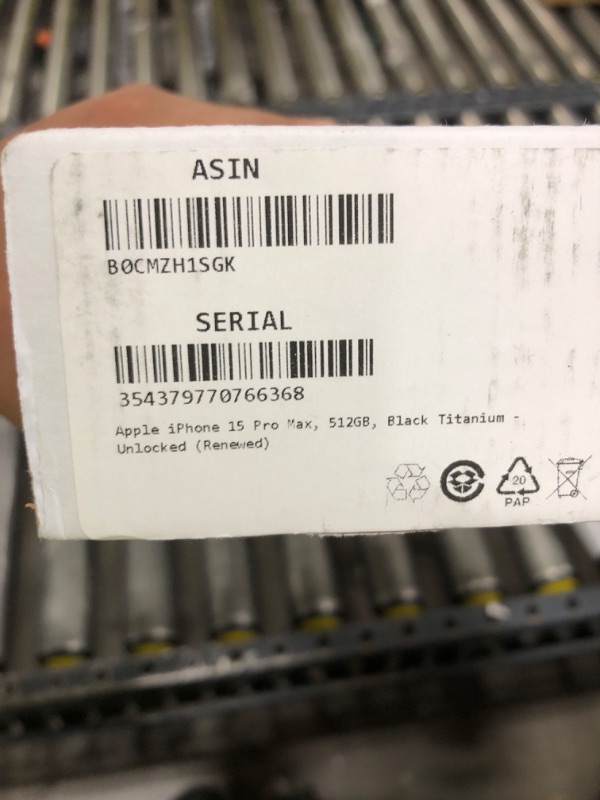 ASIN
B0CMZH1SGK
SERIAL
354379770766368
Apple iPhone 15 Pro Max, 512GB, Black Titanium -
Unlocked (Renewed)
20
PAP